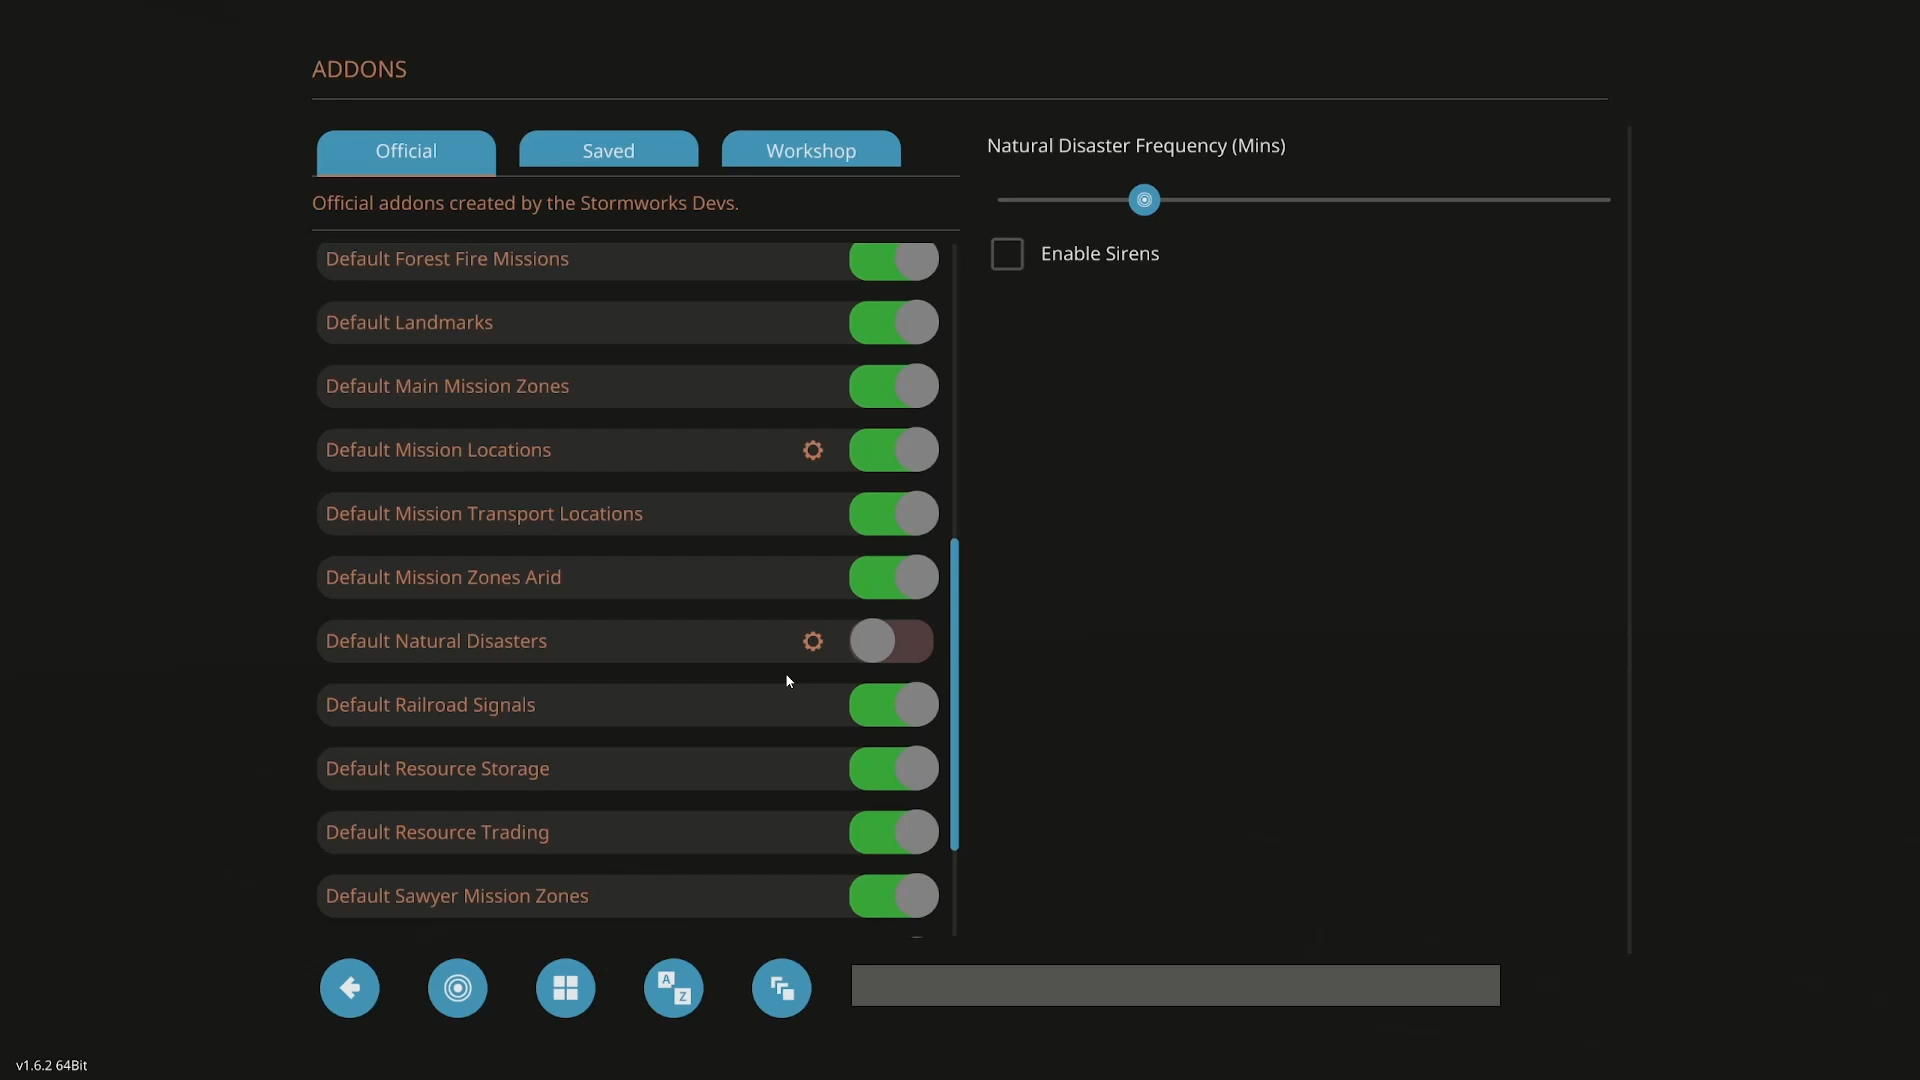 ADDONS
Official
Saved
Workshop
Official addons created by the Stormworks Devs.
Default Forest Fire Missions
Default Landmarks
Default Main Mission Zones
Default Mission Locations
Default Mission Transport Locations
Default Mission Zones Arid
Default Natural Disasters
Default Railroad Signals
Default Resource Storage
Default Resource Trading
Default Sawyer Mission Zones
Natural Disaster Frequency (Mins)
Enable Sirens
A
Z
v1.6.2 64Bit